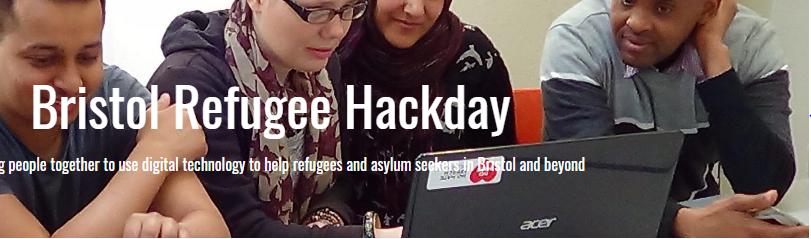 Bristol Refugee Hackday
g people together to use digital technology to help refugees and asylum seekers in Bristol and beyond
acer